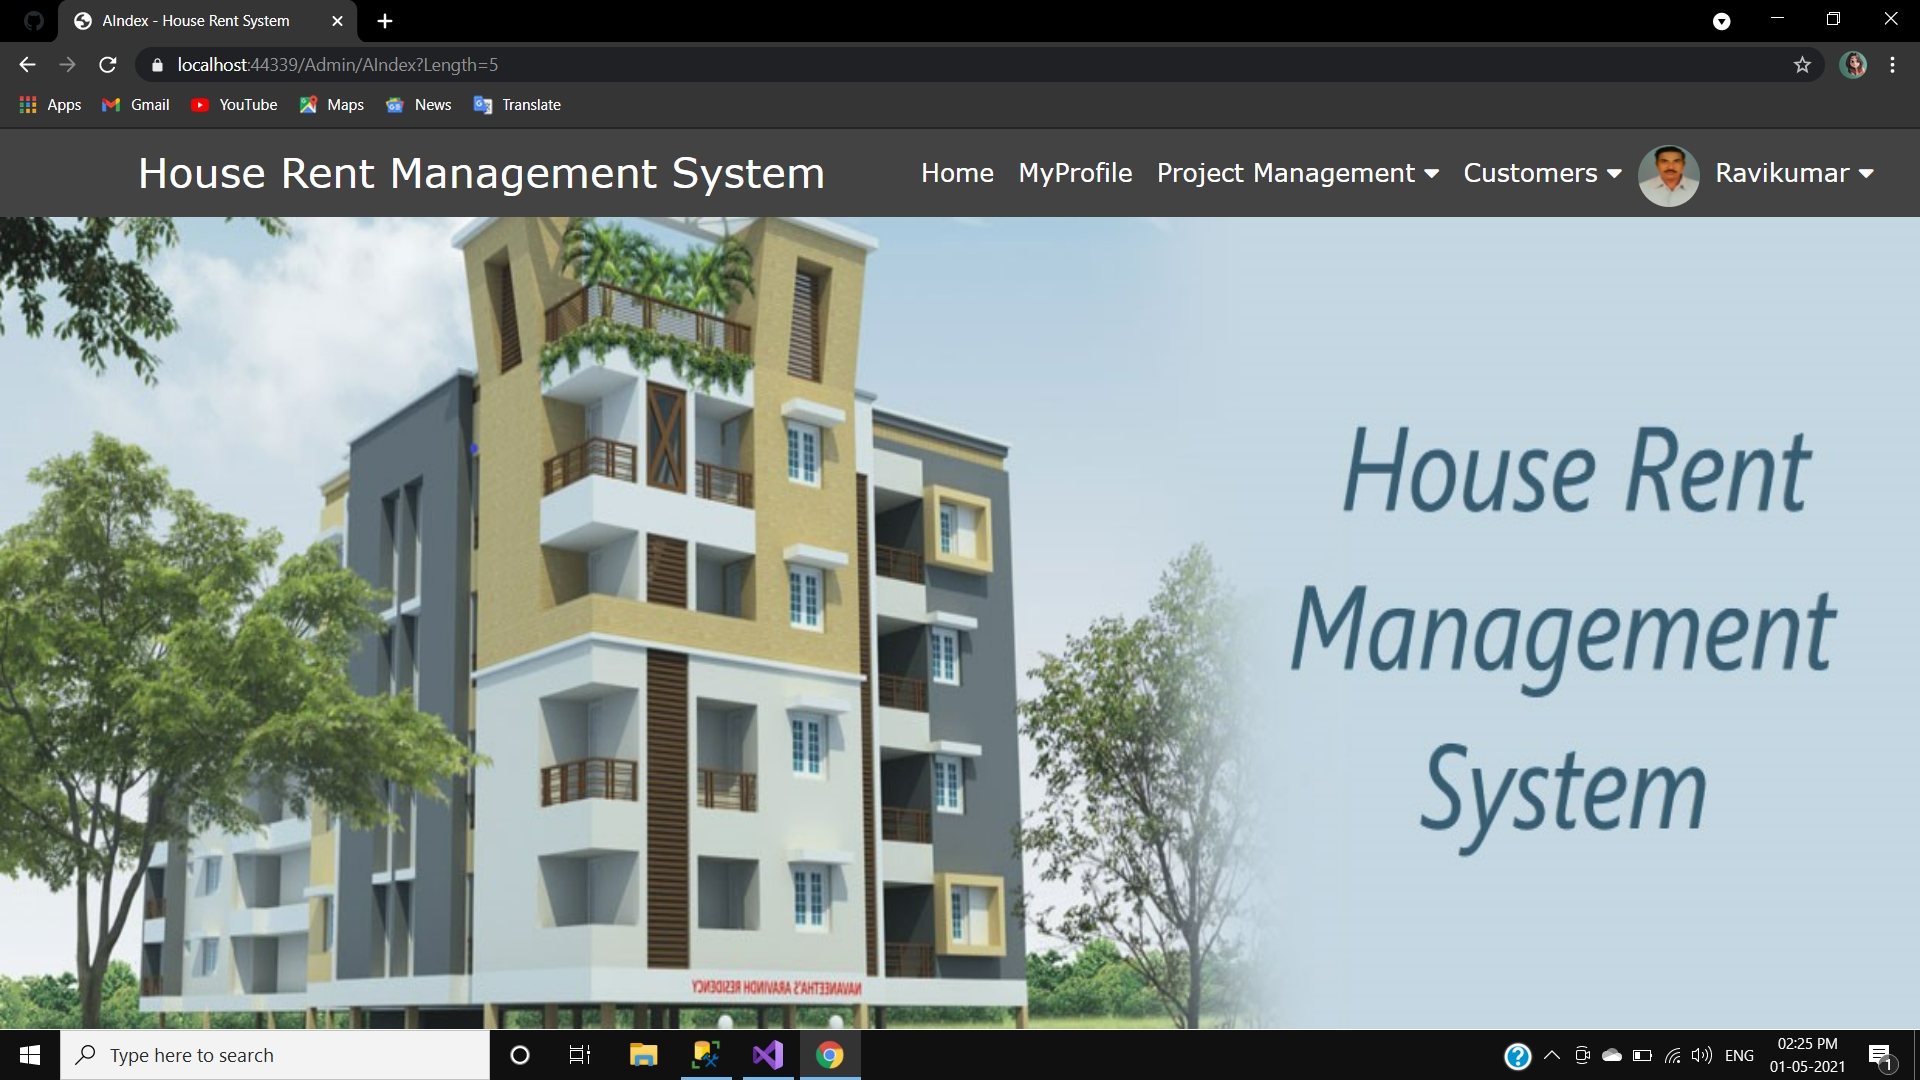 AIndex - House Rent System
localhost:44339/Admin/AIndex?Length=5
Apps Gmail YouTube Maps News Translate
House Rent Management System Home MyProfile Project Management Customers Ravikumar
House Rent
Management
System
NAVANEETHA'S ARAVINDH RESIDENCY
Type here to search
ENG
02:25 PM
01-05-2021
1